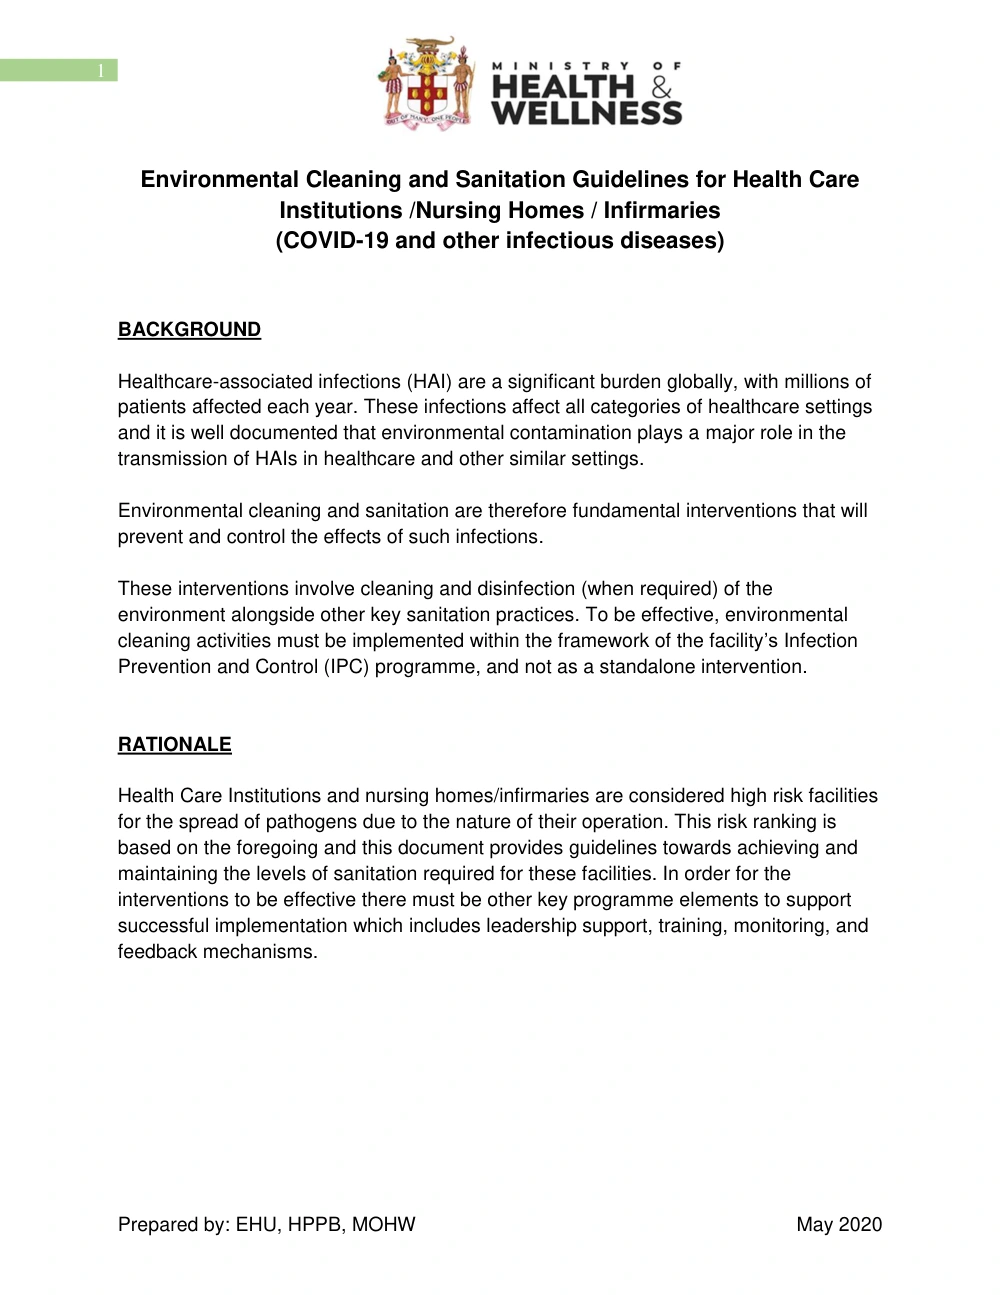 1
MINISTRY OF
HEALTH &
WELLNESS
OUT OF MANY, ONE PEOPLE
Environmental Cleaning and Sanitation Guidelines for Health Care
Institutions /Nursing Homes / Infirmaries
(COVID-19 and other infectious diseases)
BACKGROUND
Healthcare-associated infections (HAI) are a significant burden globally, with millions of
patients affected each year. These infections affect all categories of healthcare settings
and it is well documented that environmental contamination plays a major role in the
transmission of HAIs in healthcare and other similar settings.
Environmental cleaning and sanitation are therefore fundamental interventions that will
prevent and control the effects of such infections.
These interventions involve cleaning and disinfection (when required) of the
environment alongside other key sanitation practices. To be effective, environmental
cleaning activities must be implemented within the framework of the facility’s Infection
Prevention and Control (IPC) programme, and not as a standalone intervention.
RATIONALE
Health Care Institutions and nursing homes/infirmaries are considered high risk facilities
for the spread of pathogens due to the nature of their operation. This risk ranking is
based on the foregoing and this document provides guidelines towards achieving and
maintaining the levels of sanitation required for these facilities. In order for the
interventions to be effective there must be other key programme elements to support
successful implementation which includes leadership support, training, monitoring, and
feedback mechanisms.
Prepared by: EHU, HPPB, MOHW May 2020